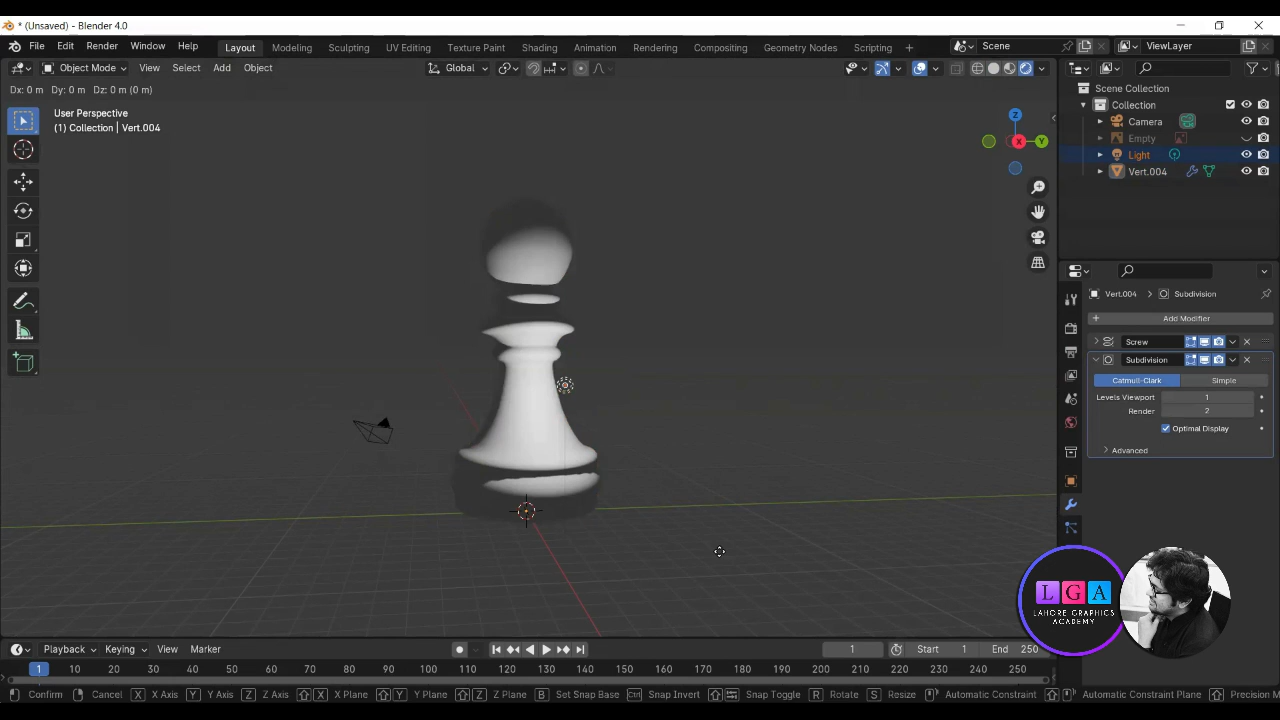 * (Unsaved) - Blender 4.0
File Edit Render Window Help Layout Modeling Sculpting UV Editing Texture Paint Shading Animation Rendering Compositing Geometry Nodes Scripting + Scene ViewLayer
Object Mode View Select Add Object Global
Dx: 0 m Dy: 0 m Dz: 0 m (0 m)
User Perspective
(1) Collection | Vert.004
Z
X
Y
Scene Collection
Collection
Camera
Empty
Light
Vert.004
Vert.004 > Subdivision
+ Add Modifier
Screw
Subdivision
Catmull-Clark Simple
Levels Viewport 1
Render 2
Optimal Display
Advanced
L G A
LAHORE GRAPHICS
ACADEMY
Playback Keying View Marker 1 Start 1 End 250
1 10 20 30 40 50 60 70 80 90 100 110 120 130 140 150 160 170 180 190 200 210 220 230 240 250
Confirm Cancel X X Axis Y Y Axis Z Z Axis X X Plane Y Y Plane Z Z Plane B Set Snap Base Ctrl Snap Invert Snap Toggle R Rotate S Resize Automatic Constraint Automatic Constraint Plane Precision M